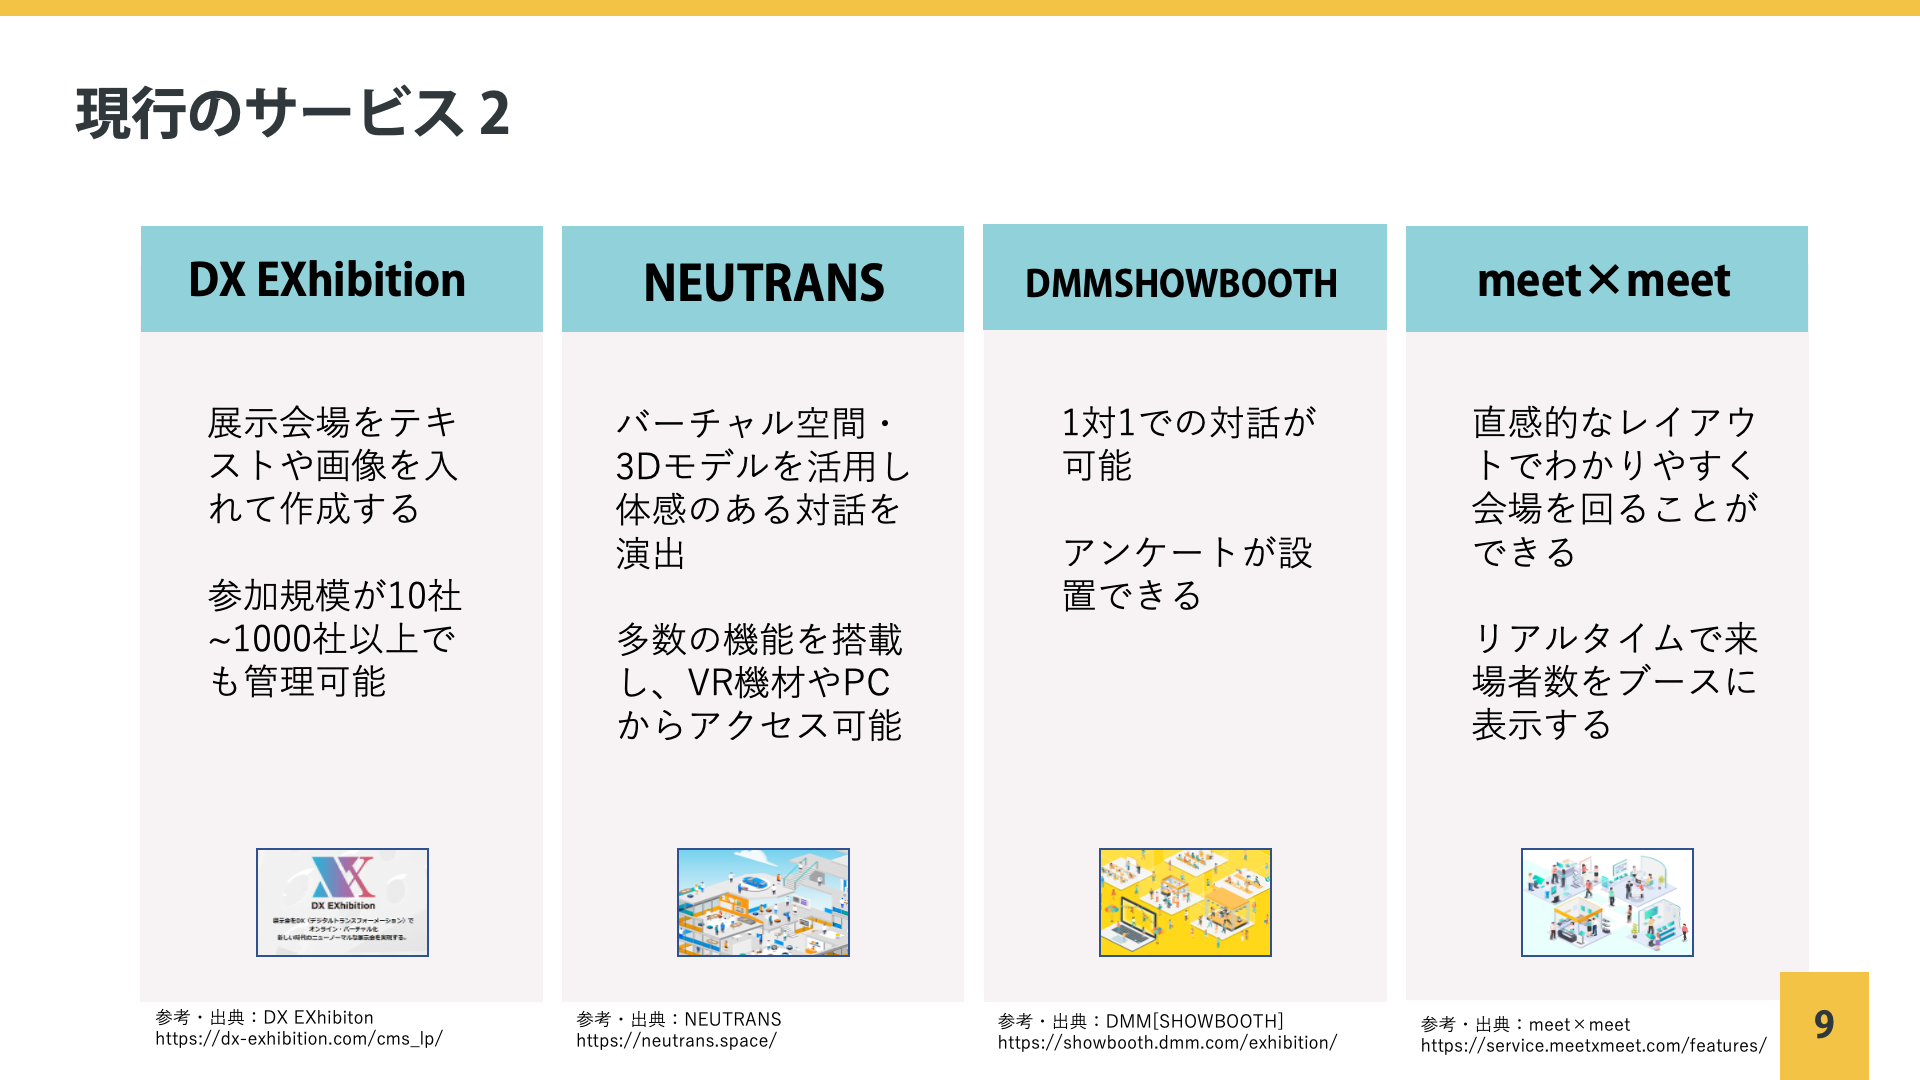 現行のサービス 2
DX EXhibition
展示会場をテキ
ストや画像を入
れて作成する
参加規模が10社
~1000社以上で
も管理可能
DX EXhibition
展示会をDX（デジタルトランスフォーメーション）で
オンライン・バーチャル化
新しい時代のニューノーマルな展示会を実現する。
参考・出典：DX EXhibiton
https://dx-exhibition.com/cms_lp/
NEUTRANS
バーチャル空間・
3Dモデルを活用し
体感のある対話を
演出
多数の機能を搭載
し、VR機材やPC
からアクセス可能
参考・出典：NEUTRANS
https://neutrans.space/
DMMSHOWBOOTH
1対1での対話が
可能
アンケートが設
置できる
参考・出典：DMM[SHOWBOOTH]
https://showbooth.dmm.com/exhibition/
meet×meet
直感的なレイアウ
トでわかりやすく
会場を回ることが
できる
リアルタイムで来
場者数をブースに
表示する
参考・出典：meet×meet
https://service.meetxmeet.com/features/
9